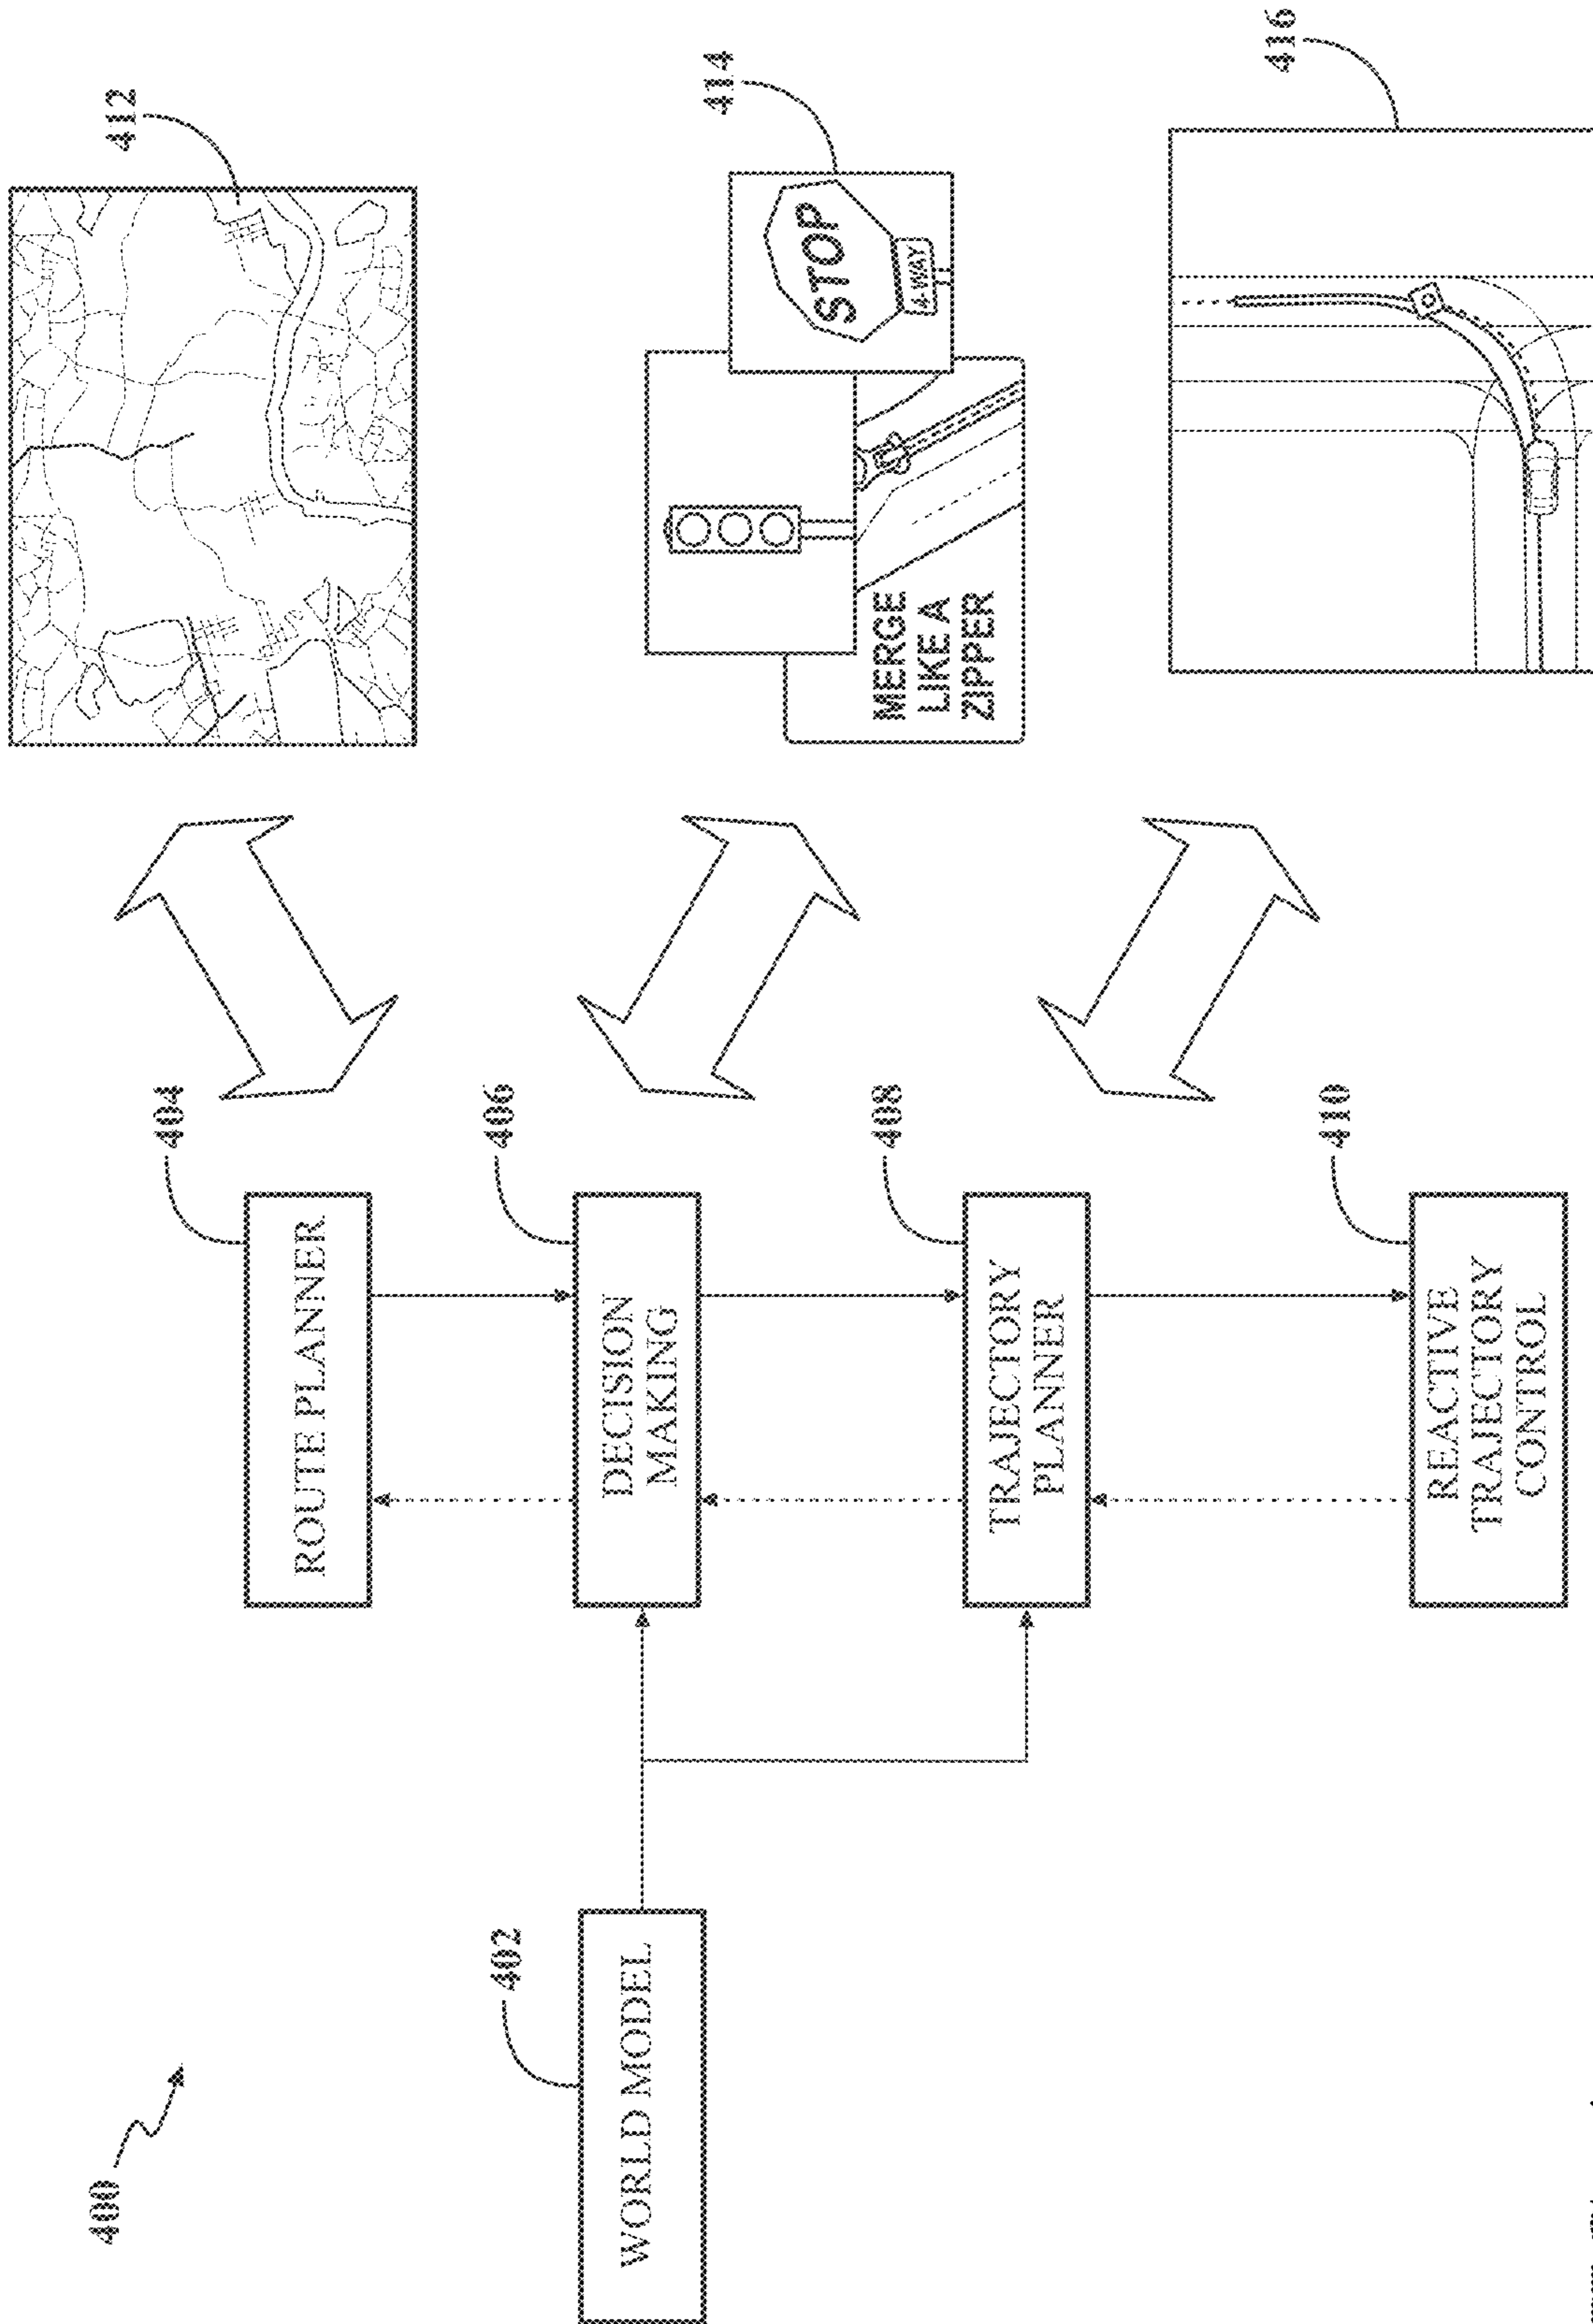 400
402
WORLD MODEL
404
ROUTE PLANNER
406
DECISION
MAKING
408
TRAJECTORY
PLANNER
410
REACTIVE
TRAJECTORY
CONTROL
412
414
STOP
4-WAY
MERGE
LIKE A
ZIPPER
416